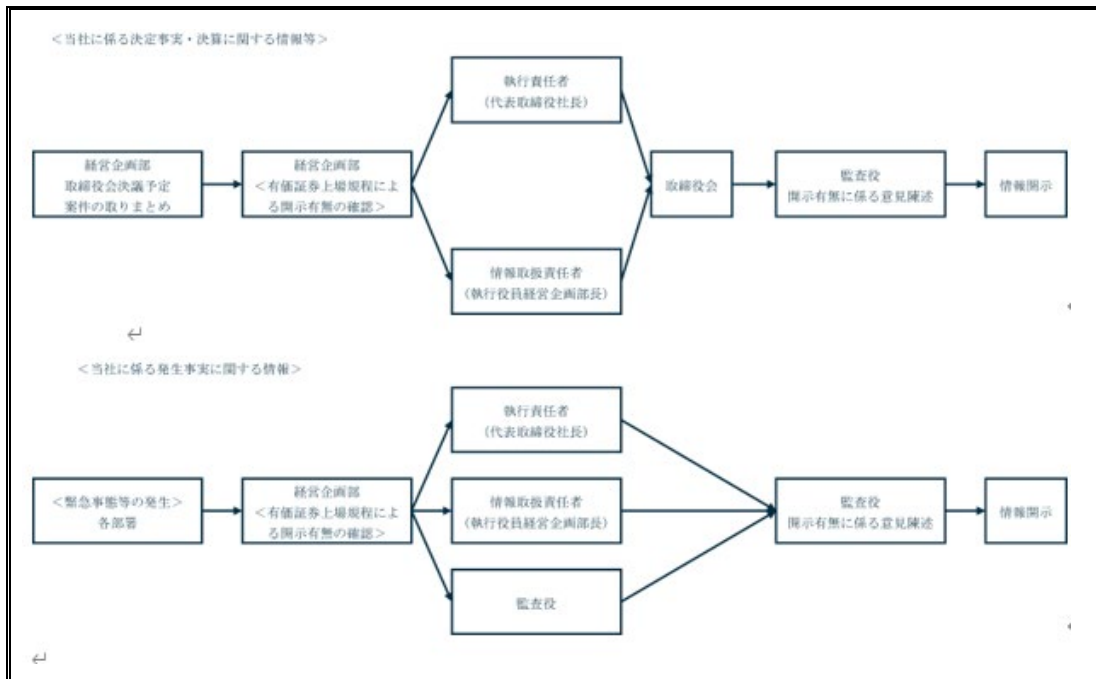 ＜当社に係る決定事実・決算に関する情報等＞
執行責任者
（代表取締役社長）
経営企画部
取締役会決議予定
案件の取りまとめ
経営企画部
＜有価証券上場規程によ
る開示有無の確認＞
取締役会
監査役
開示有無に係る意見陳述
情報開示
情報取扱責任者
（執行役員経営企画部長）
＜当社に係る発生事実に関する情報＞
執行責任者
（代表取締役社長）
＜緊急事態等の発生＞
各部署
経営企画部
＜有価証券上場規程によ
る開示有無の確認＞
情報取扱責任者
（執行役員経営企画部長）
監査役
開示有無に係る意見陳述
情報開示
監査役